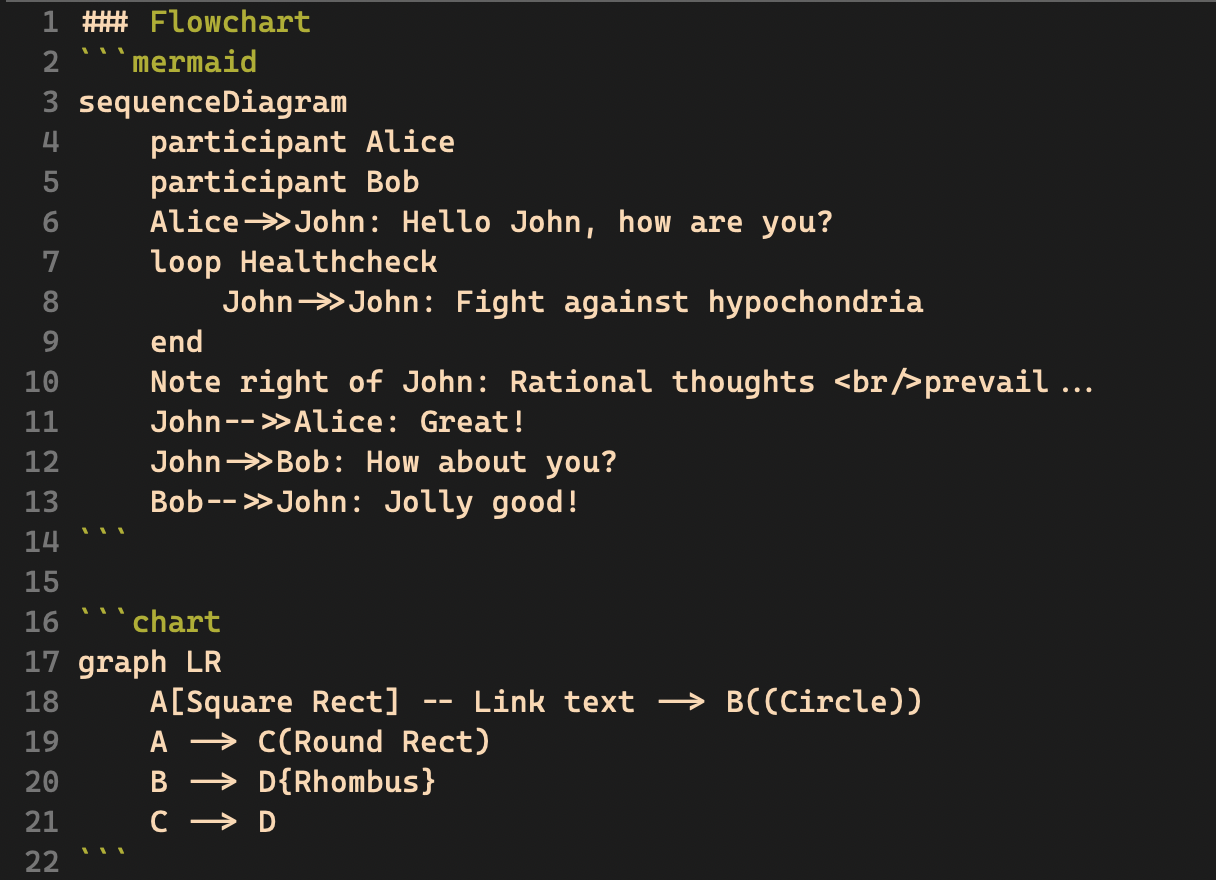 1 ### Flowchart
2 ```mermaid
3 sequenceDiagram
4     participant Alice
5     participant Bob
6     Alice->>John: Hello John, how are you?
7     loop Healthcheck
8         John->>John: Fight against hypochondria
9     end
10     Note right of John: Rational thoughts <br/>prevail...
11     John-->>Alice: Great!
12     John->>Bob: How about you?
13     Bob-->>John: Jolly good!
14 ```
15
16 ```chart
17 graph LR
18     A[Square Rect] -- Link text --> B((Circle))
19     A --> C(Round Rect)
20     B --> D{Rhombus}
21     C --> D
22 ```